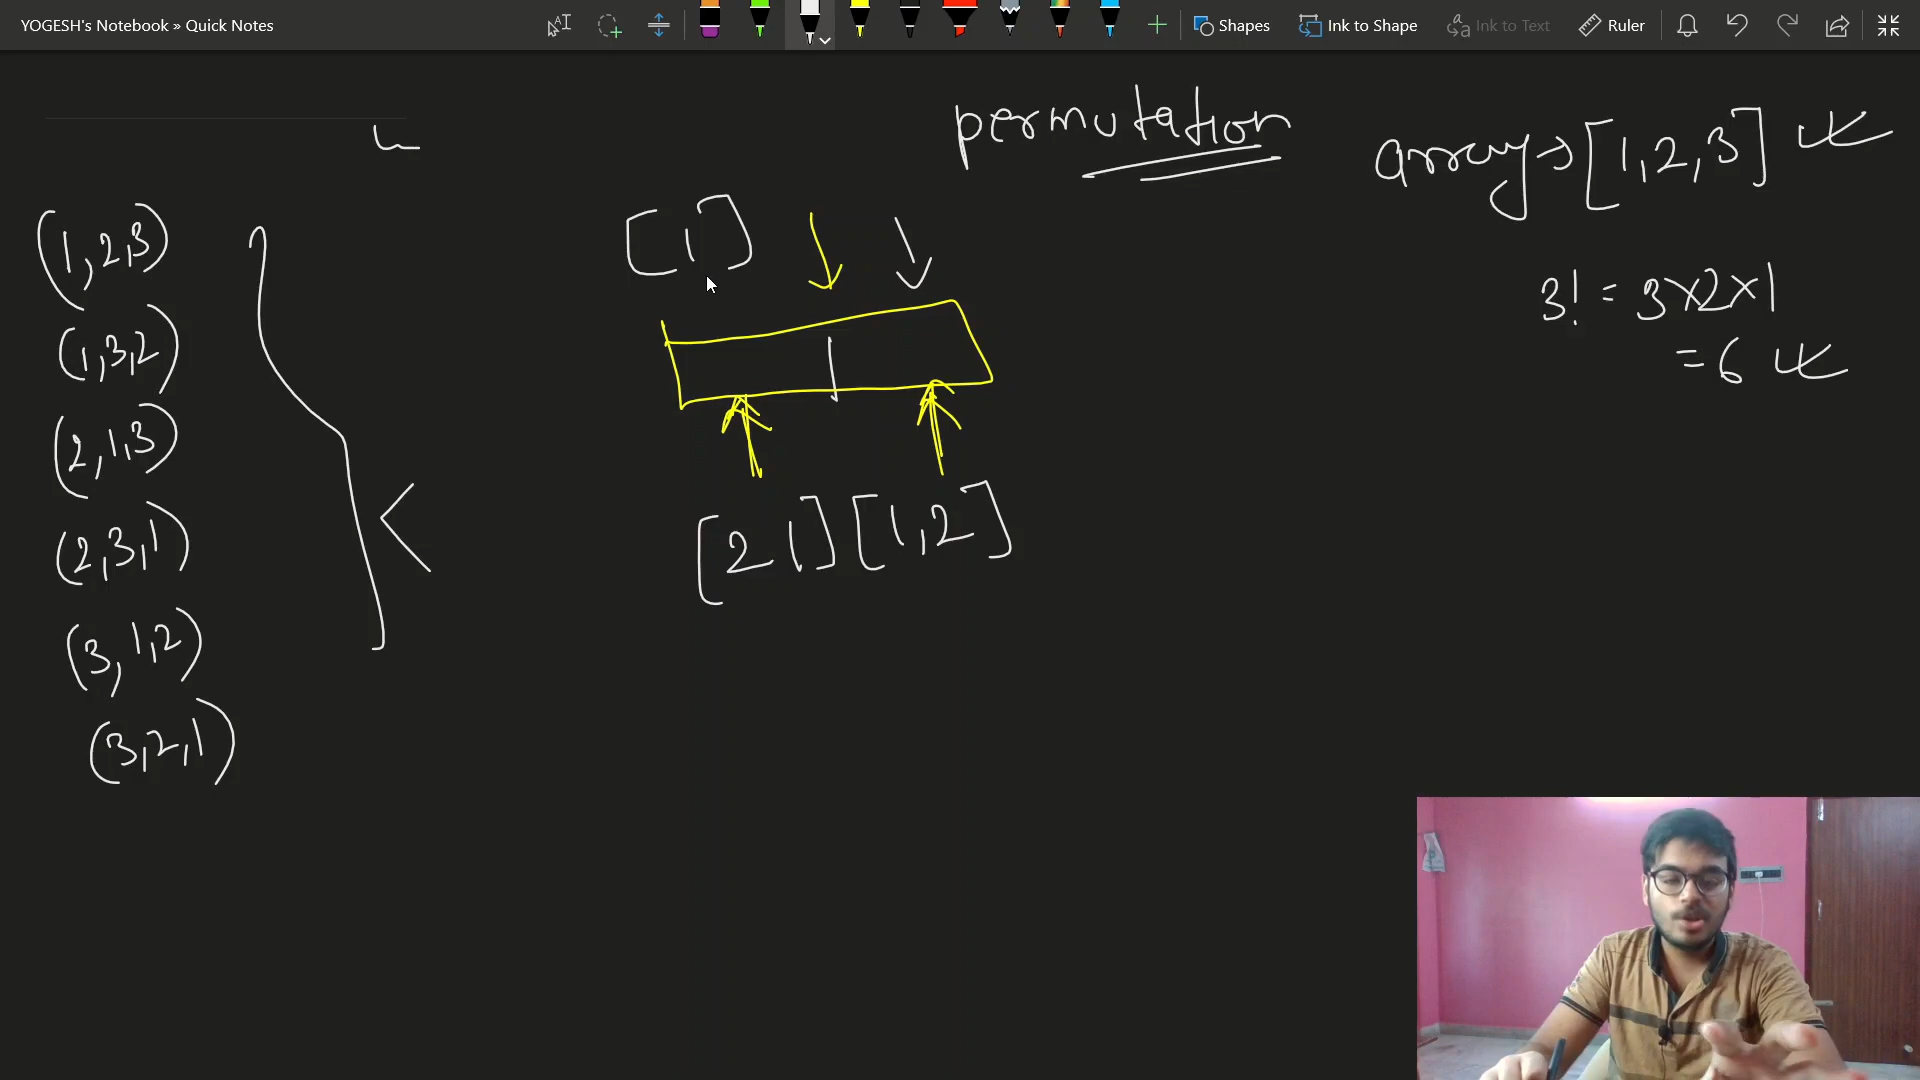 YOGESH's Notebook » Quick Notes
Shapes
Ink to Shape
Ink to Text
Ruler
permutation
array → [1,2,3]
3! = 3×2×1
= 6
(1,2,3)
(1,3,2)
(2,1,3)
(2,3,1)
(3,1,2)
(3,2,1)
[1]
[2 1] [1,2]